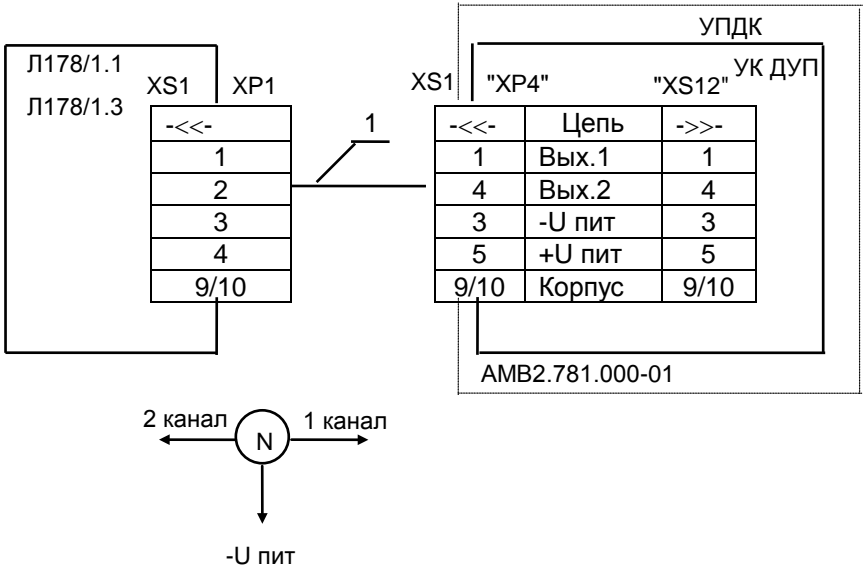 УПДК
Л178/1.1
Л178/1.3
XS1 XP1
XS1 "XP4" "XS12" УК ДУП
-<<-
1
2
3
4
9/10
1
-<<- Цепь ->>-
1 Вых.1 1
4 Вых.2 4
3 -U пит 3
5 +U пит 5
9/10 Корпус 9/10
АМВ2.781.000-01
2 канал N 1 канал
-U пит